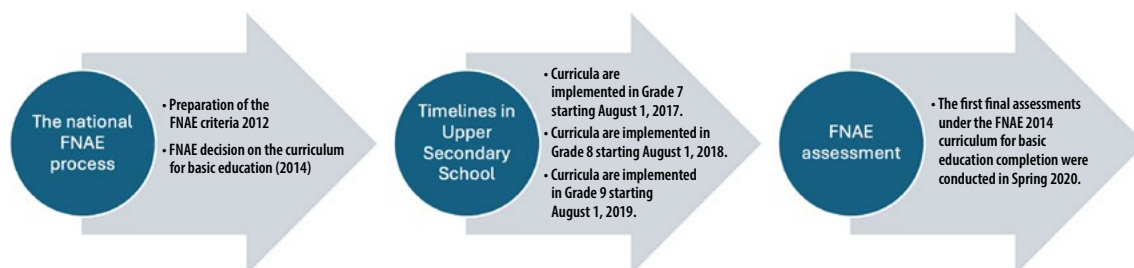 The national
FNAE
process
• Preparation of the
FNAE criteria 2012
• FNAE decision on the curriculum
for basic education (2014)
Timelines in
Upper
Secondary
School
• Curricula are
implemented in Grade 7
starting August 1, 2017.
• Curricula are implemented in
Grade 8 starting August 1, 2018.
• Curricula are implemented
in Grade 9 starting
August 1, 2019.
FNAE
assessment
• The first final assessments
under the FNAE 2014
curriculum for basic
education completion were
conducted in Spring 2020.